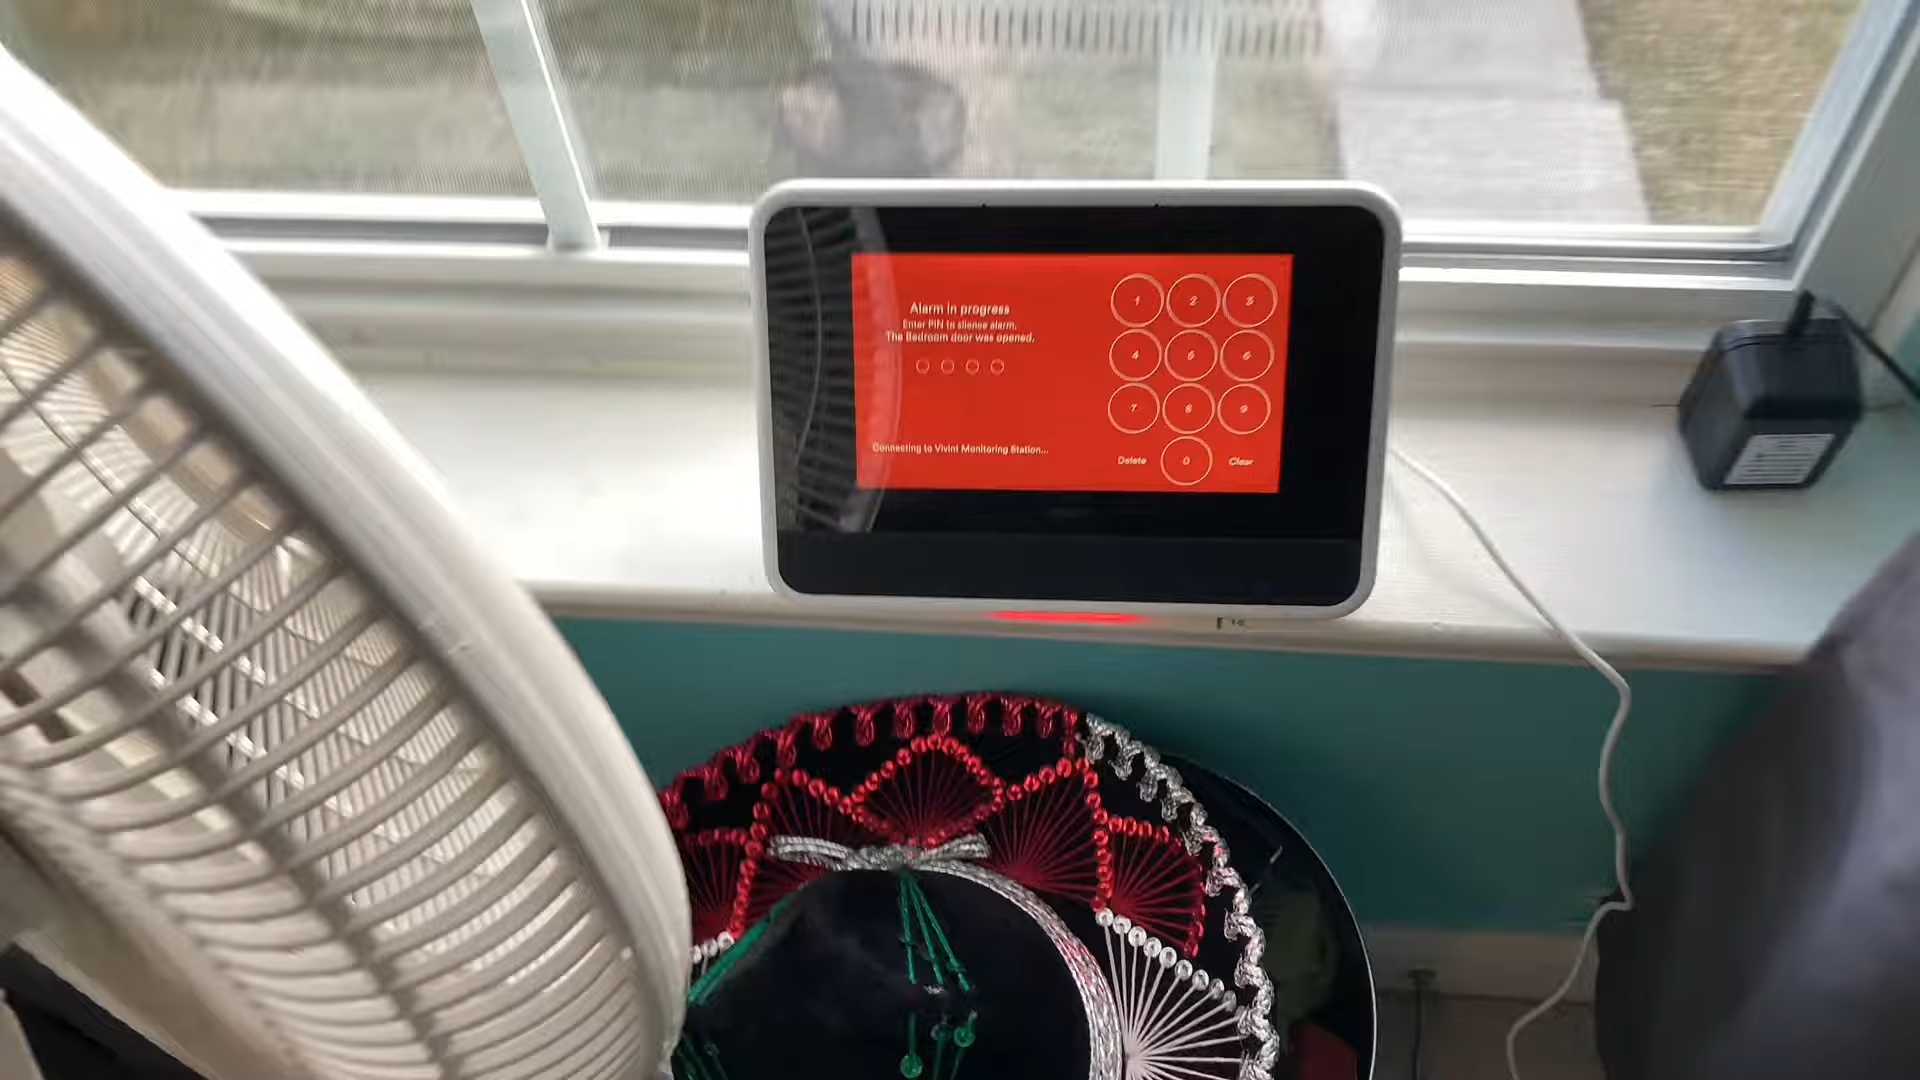 Alarm in progress
Enter PIN to silence alarm.
The Bedroom door was opened.
Connecting to Vivint Monitoring Station...
1 2 3
4 5 6
7 8 9
Delete 0 Clear